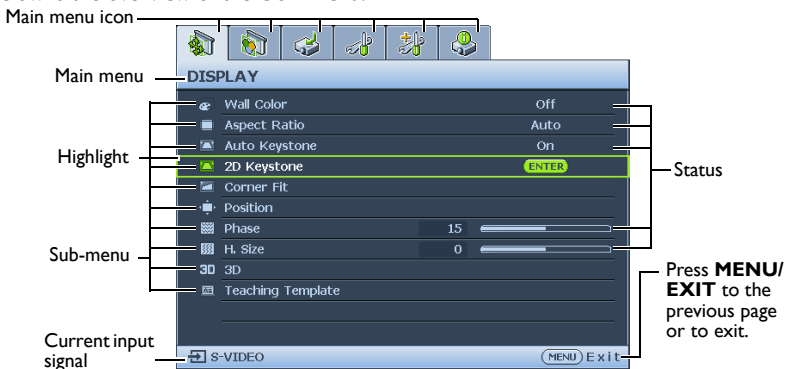 Main menu icon
Main menu
DISPLAY
Wall Color Off
Aspect Ratio Auto
Auto Keystone On
Highlight
2D Keystone ENTER
Status
Corner Fit
Position
Phase 15
Sub-menu
H. Size 0
3D 3D
Teaching Template
Press MENU/
EXIT to the
previous page
or to exit.
Current input
signal
S-VIDEO
MENU Exit